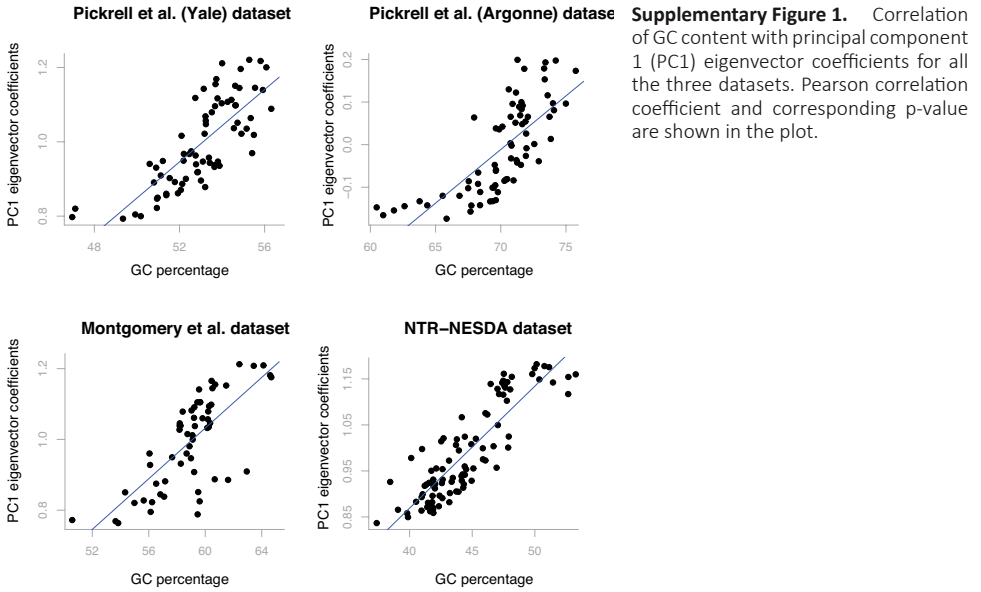 Pickrell et al. (Yale) dataset
PC1 eigenvector coefficients
0.8
1.0
1.2
48
52
56
GC percentage
Pickrell et al. (Argonne) datase
PC1 eigenvector coefficients
−0.1
0.0
0.1
0.2
60
65
70
75
GC percentage
Supplementary Figure 1. Correlation
of GC content with principal component
1 (PC1) eigenvector coefficients for all
the three datasets. Pearson correlation
coefficient and corresponding p-value
are shown in the plot.
Montgomery et al. dataset
PC1 eigenvector coefficients
0.8
1.0
1.2
52
56
60
64
GC percentage
NTR−NESDA dataset
PC1 eigenvector coefficients
0.85
0.95
1.05
1.15
40
45
50
GC percentage